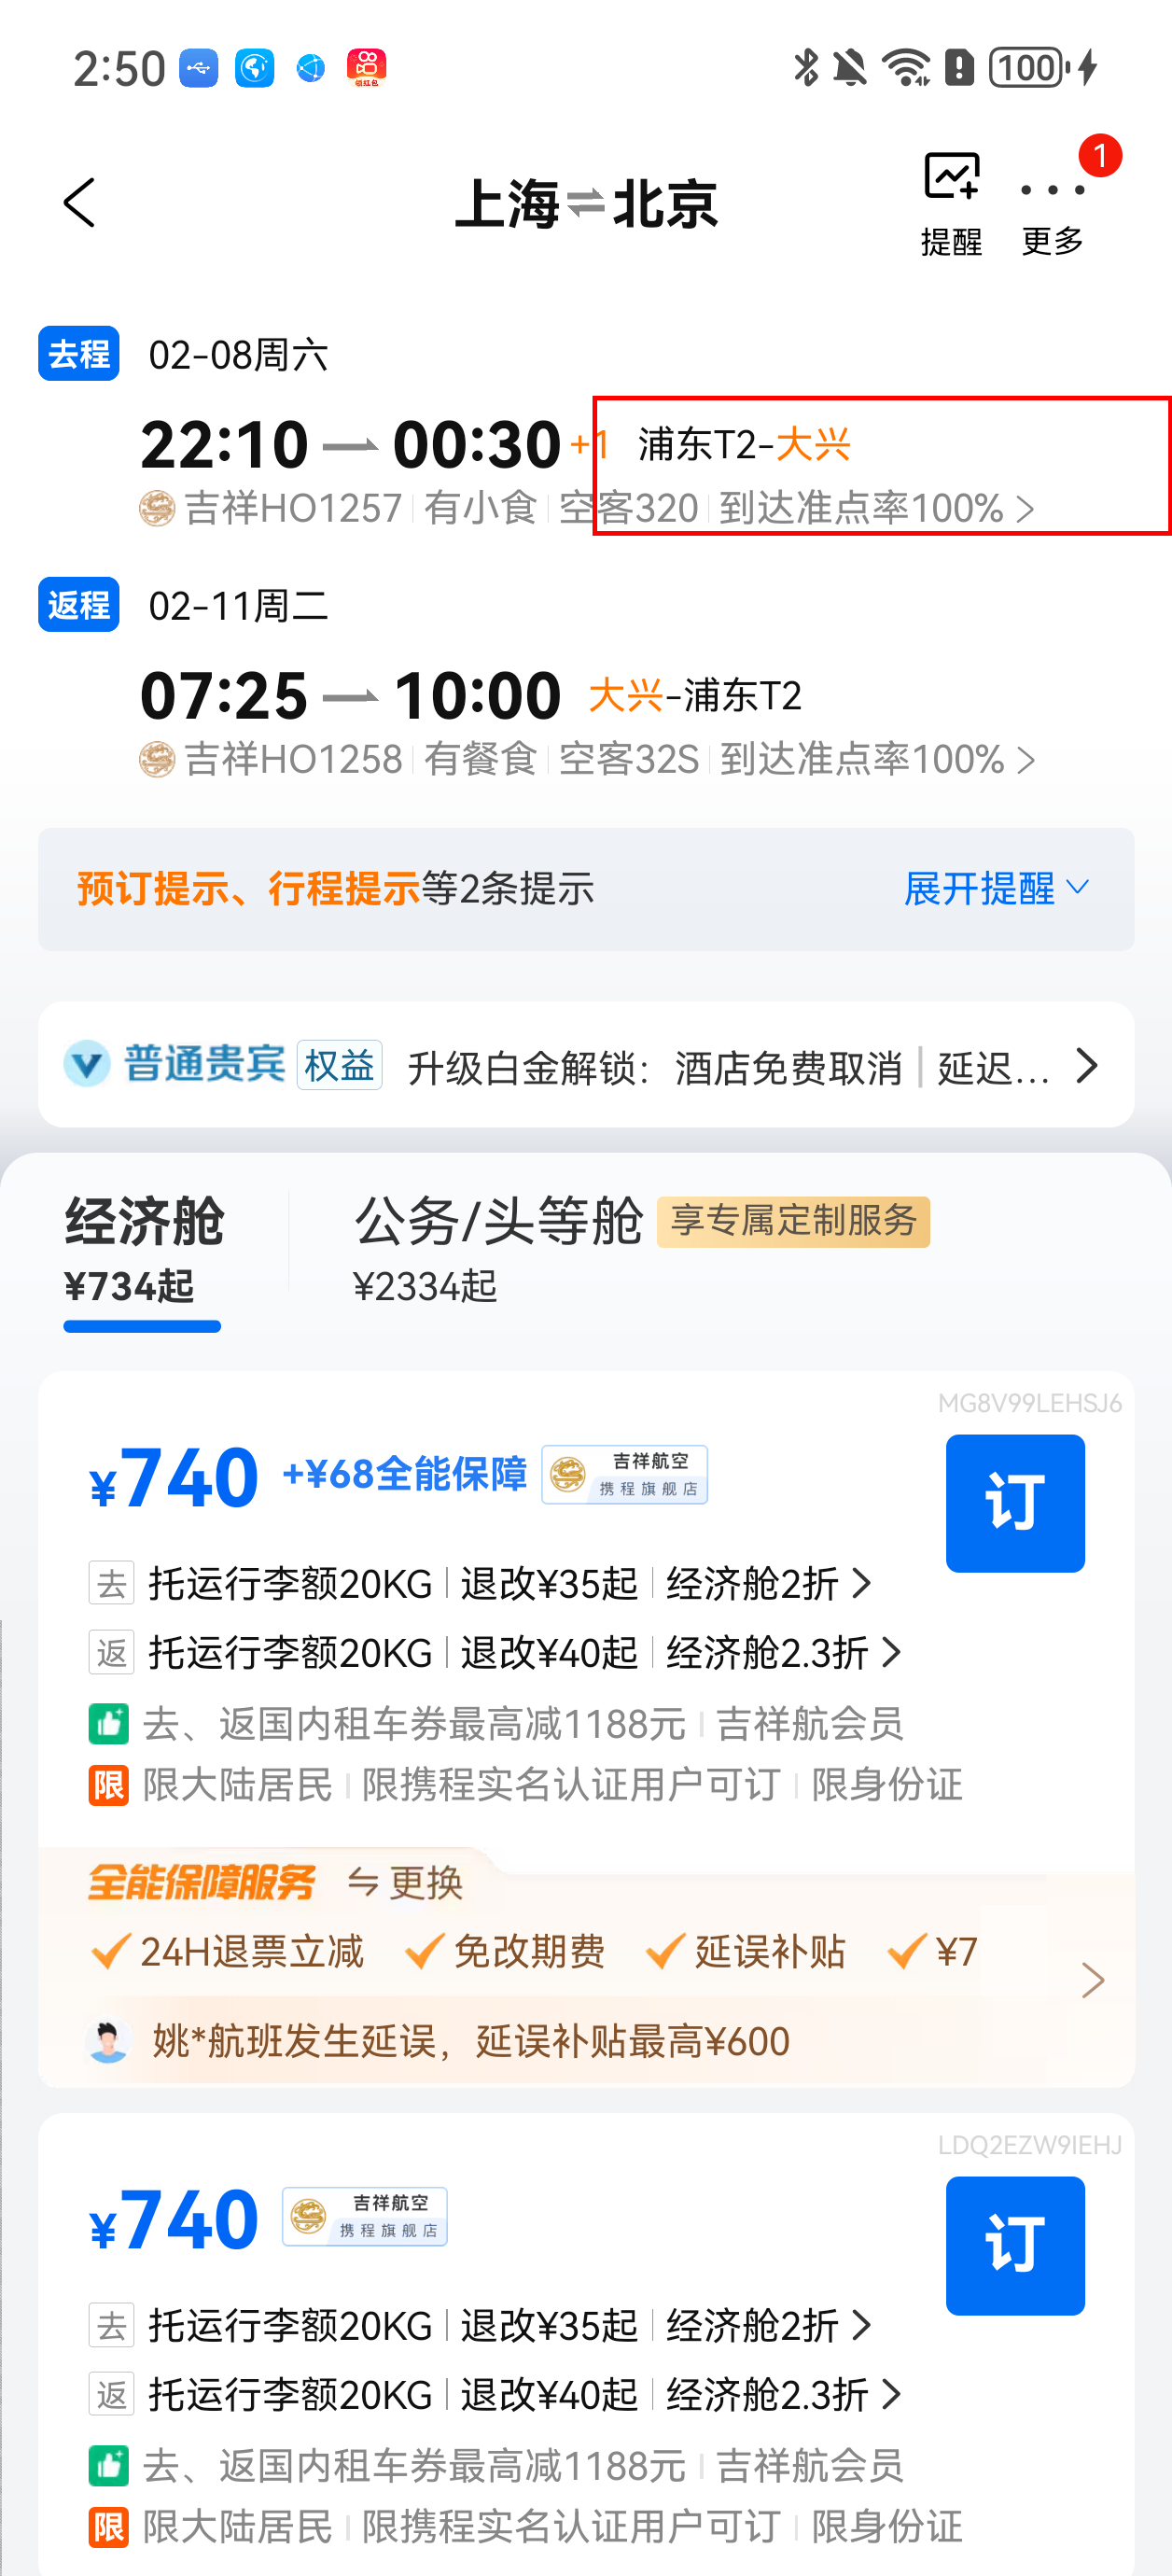 2:50
100
上海⇌北京
提醒
更多
1
去程 02-08周六
22:10 00:30 +1 浦东T2-大兴
吉祥HO1257 有小食 空客320 到达准点率100%
返程 02-11周二
07:25 10:00 大兴-浦东T2
吉祥HO1258 有餐食 空客32S 到达准点率100%
预订提示、行程提示等2条提示 展开提醒
普通贵宾 权益 升级白金解锁：酒店免费取消 延迟...
经济舱 公务/头等舱 享专属定制服务
¥734起 ¥2334起
MG8V99LEHSJ6
¥740 +¥68全能保障 吉祥航空 携程旗舰店 订
去 托运行李额20KG 退改¥35起 经济舱2折
返 托运行李额20KG 退改¥40起 经济舱2.3折
去、返国内租车券最高减1188元 吉祥航会员
限 限大陆居民 限携程实名认证用户可订 限身份证
全能保障服务 更换
24H退票立减 免改期费 延误补贴 ¥7
姚*航班发生延误，延误补贴最高¥600
LDQ2EZW9IEHJ
¥740 吉祥航空 携程旗舰店 订
去 托运行李额20KG 退改¥35起 经济舱2折
返 托运行李额20KG 退改¥40起 经济舱2.3折
去、返国内租车券最高减1188元 吉祥航会员
限 限大陆居民 限携程实名认证用户可订 限身份证